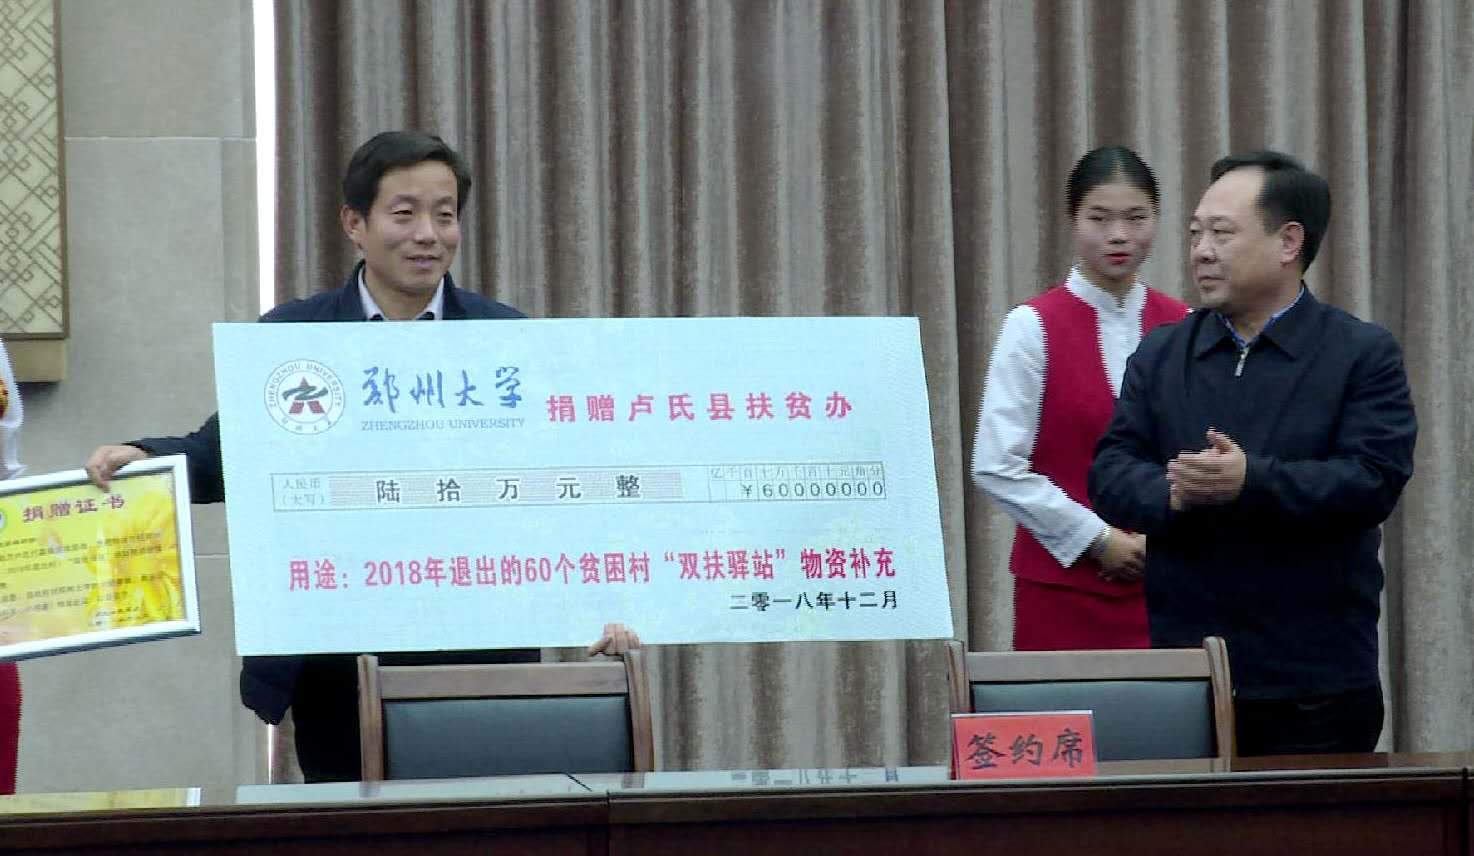 ZHENGZHOU UNIVERSITY
郑州大学
ZHENGZHOU UNIVERSITY
捐赠卢氏县扶贫办
人民币
（大写）
陆拾万元整
亿千百十万千百十元角分
￥60000000
用途：2018年退出的60个贫困村“双扶驿站”物资补充
二零一八年十二月
捐赠证书
签约席